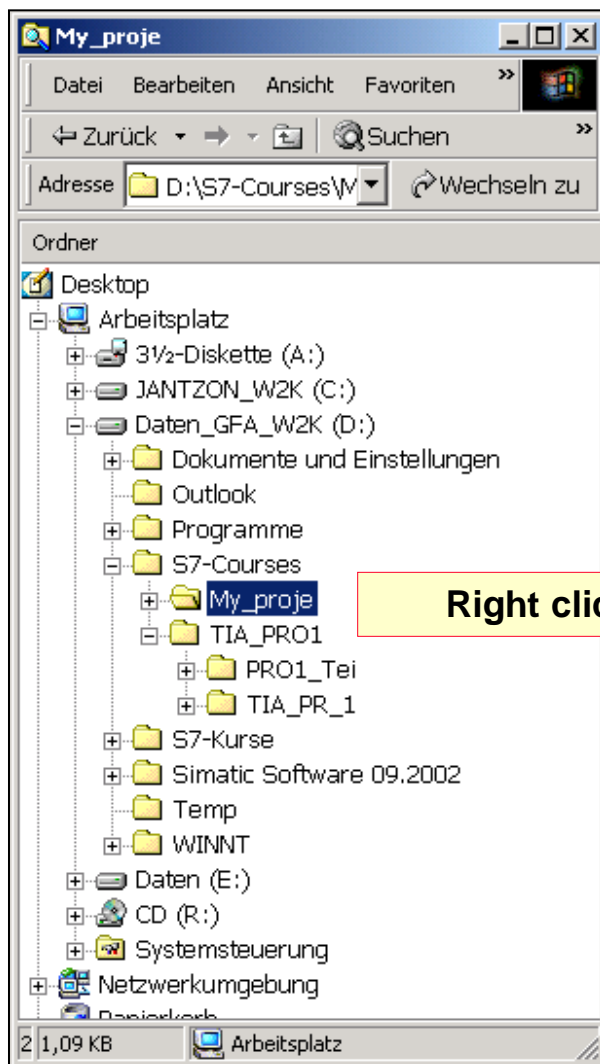 My_proje
Datei Bearbeiten Ansicht Favoriten »
Zurück Suchen »
Adresse D:\S7-Courses\M Wechseln zu
Ordner
Desktop
Arbeitsplatz
3½-Diskette (A:)
JANTZON_W2K (C:)
Daten_GFA_W2K (D:)
Dokumente und Einstellungen
Outlook
Programme
S7-Courses
My_proje
Right clic
TIA_PRO1
PRO1_Tei
TIA_PR_1
S7-Kurse
Simatic Software 09.2002
Temp
WINNT
Daten (E:)
CD (R:)
Systemsteuerung
Netzwerkumgebung
Papierkorb
2 1,09 KB Arbeitsplatz